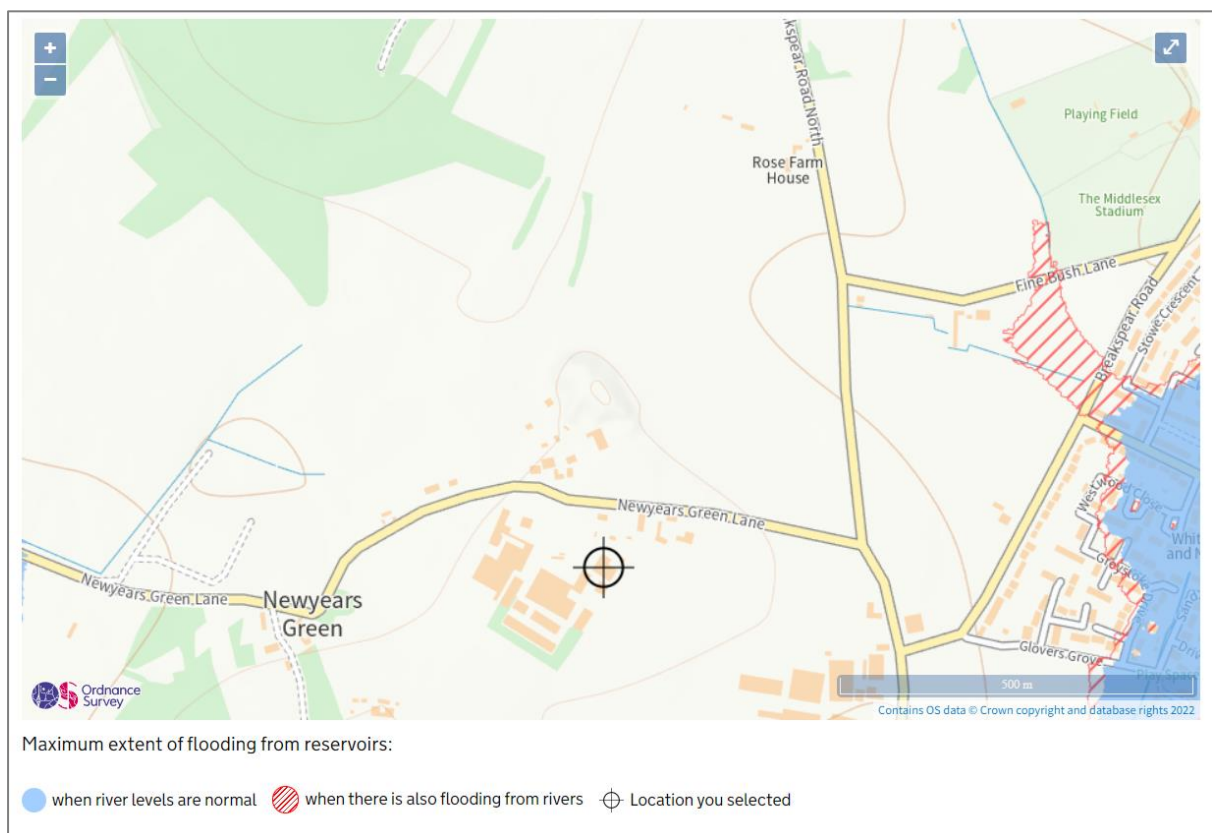 +
−
Breakspear Road North
Playing Field
Rose Farm
House
The Middlesex
Stadium
Fine Bush Lane
Breakspear Road
Stowe Crescent
Westwood Close
Newyears Green Lane
Greystoke Drive
Newyears Green Lane
Newyears
Green
Glovers Grove
Play Space
500 m
Ordnance
Survey
Contains OS data © Crown copyright and database rights 2022
Maximum extent of flooding from reservoirs:
when river levels are normal when there is also flooding from rivers Location you selected